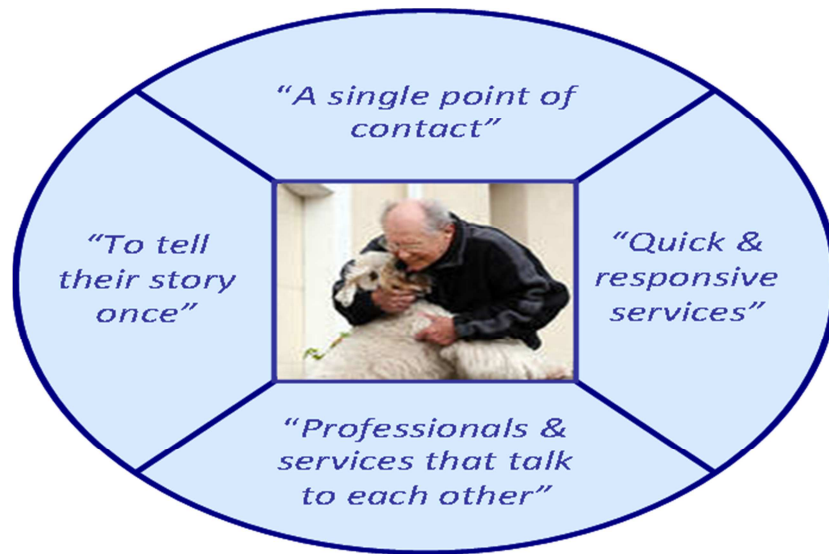 “A single point of
contact”
“To tell
their story
once”
“Quick &
responsive
services”
“Professionals &
services that talk
to each other”